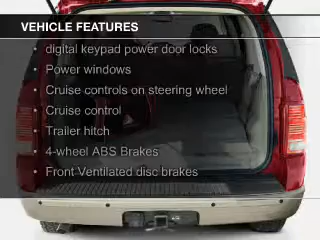 VEHICLE FEATURES
• digital keypad power door locks
• Power windows
• Cruise controls on steering wheel
• Cruise control
• Trailer hitch
• 4-wheel ABS Brakes
• Front Ventilated disc brakes